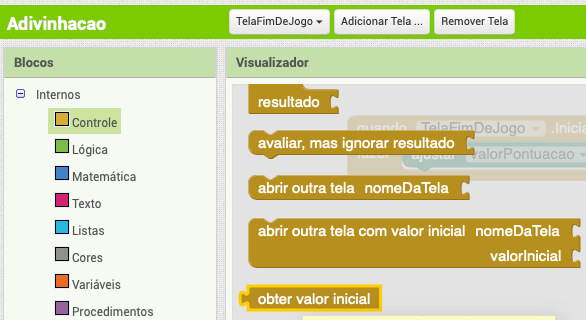 Adivinhacao
TelaFimDeJogo Adicionar Tela ... Remover Tela
Blocos
Visualizador
Internos
Controle
Lógica
Matemática
Texto
Listas
Cores
Variáveis
Procedimentos
resultado
quando TelaFimDeJogo .Inicia
fazer ajustar valorPontuacao
avaliar, mas ignorar resultado
abrir outra tela nomeDaTela
abrir outra tela com valor inicial nomeDaTela
valorInicial
obter valor inicial